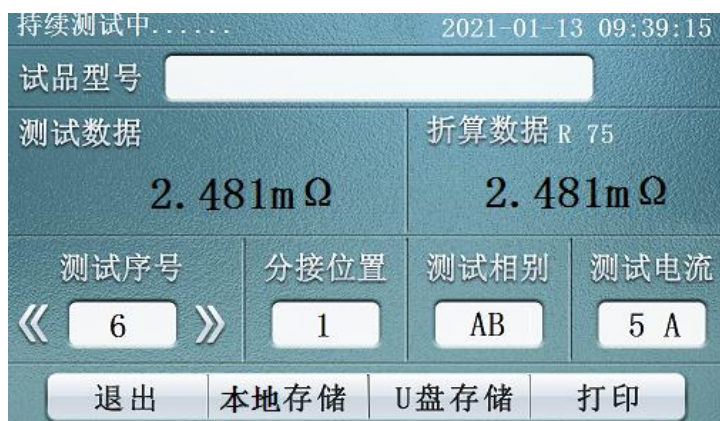 持续测试中...... 2021-01-13 09:39:15
试品型号
测试数据 折算数据 R 75
2.481mΩ 2.481mΩ
测试序号 分接位置 测试相别 测试电流
《 6 》 1 AB 5 A
退出 本地存储 U盘存储 打印